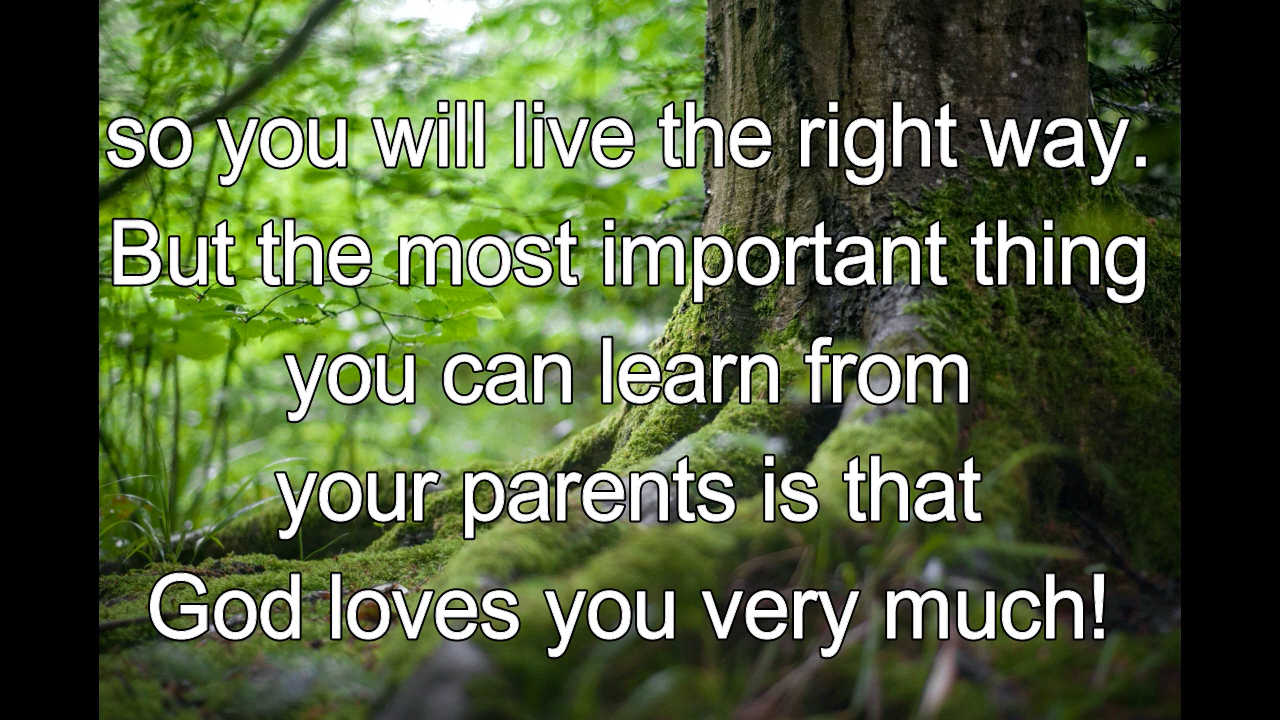 so you will live the right way.
But the most important thing
you can learn from
your parents is that
God loves you very much!